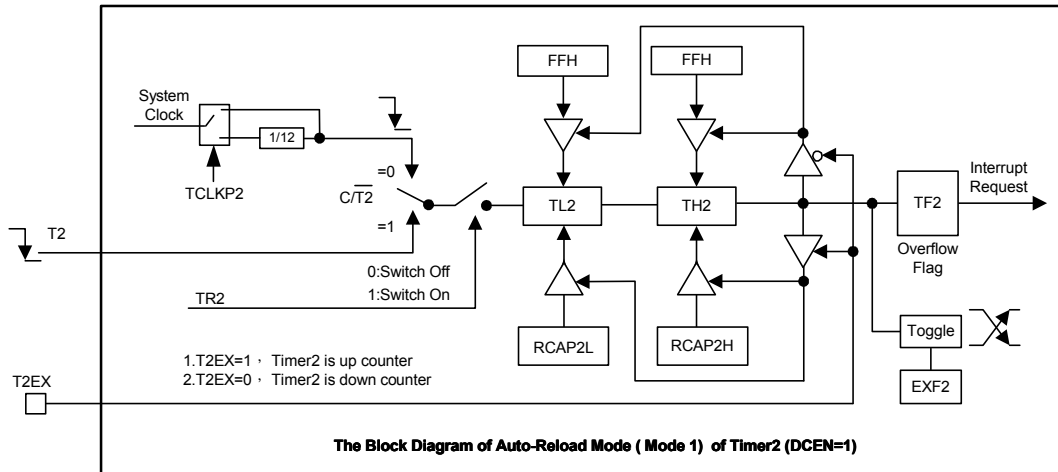 FFH
FFH
System
Clock
1/12
TCLKP2
=0
C/T2
=1
TL2
TH2
TF2
Interrupt
Request
Overflow
Flag
T2
0:Switch Off
1:Switch On
TR2
RCAP2L
RCAP2H
Toggle
EXF2
1.T2EX=1， Timer2 is up counter
2.T2EX=0， Timer2 is down counter
T2EX
The Block Diagram of Auto-Reload Mode ( Mode 1) of Timer2 (DCEN=1)